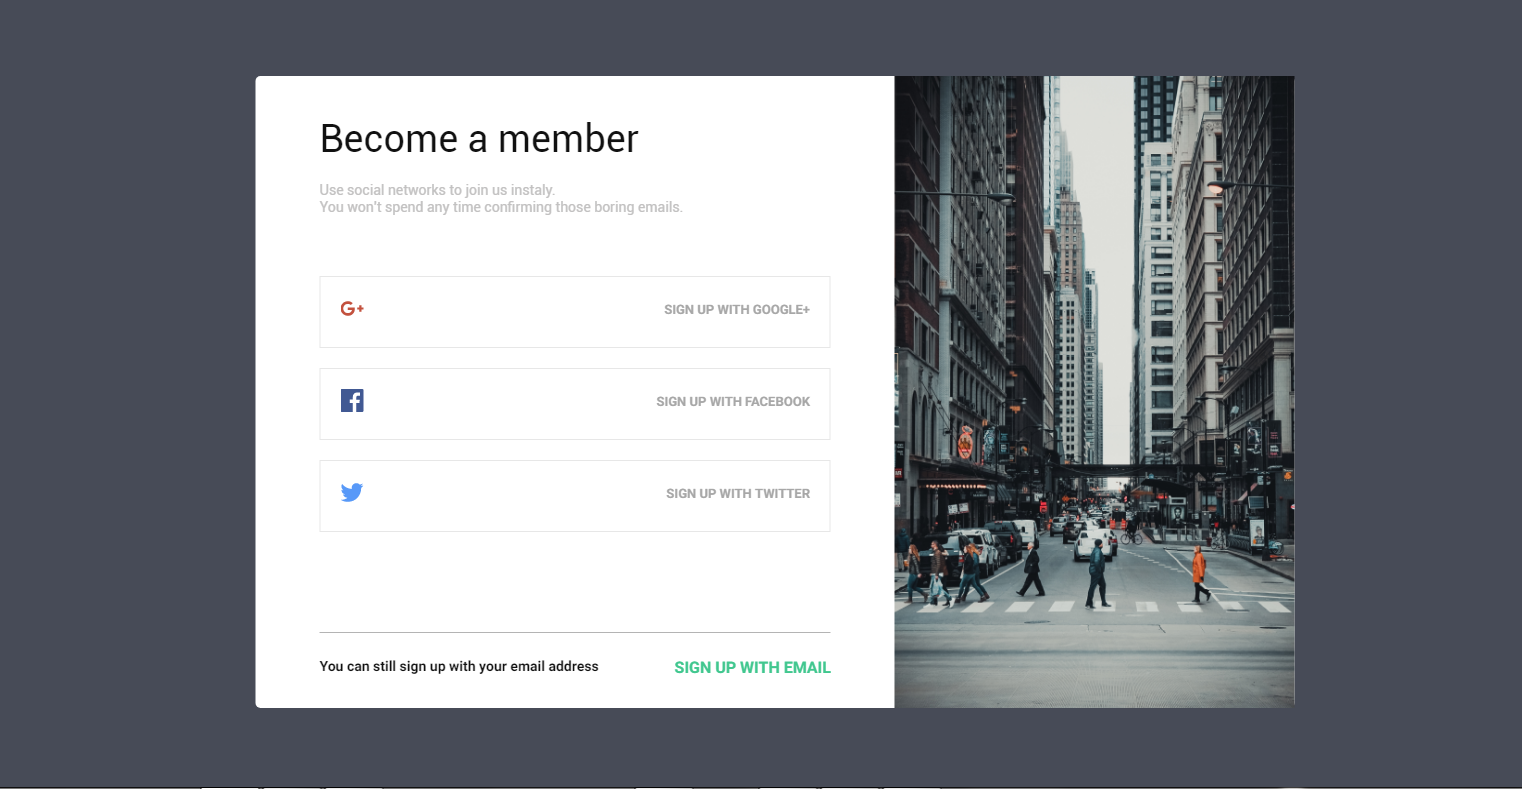 Become a member
Use social networks to join us instaly.
You won't spend any time confirming those boring emails.
G+ SIGN UP WITH GOOGLE+
f SIGN UP WITH FACEBOOK
SIGN UP WITH TWITTER
You can still sign up with your email address SIGN UP WITH EMAIL